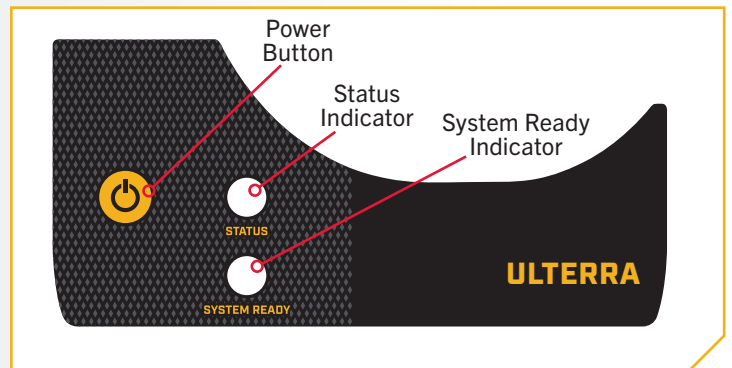 Power
Button
Status
Indicator
System Ready
Indicator
STATUS
SYSTEM READY
ULTERRA